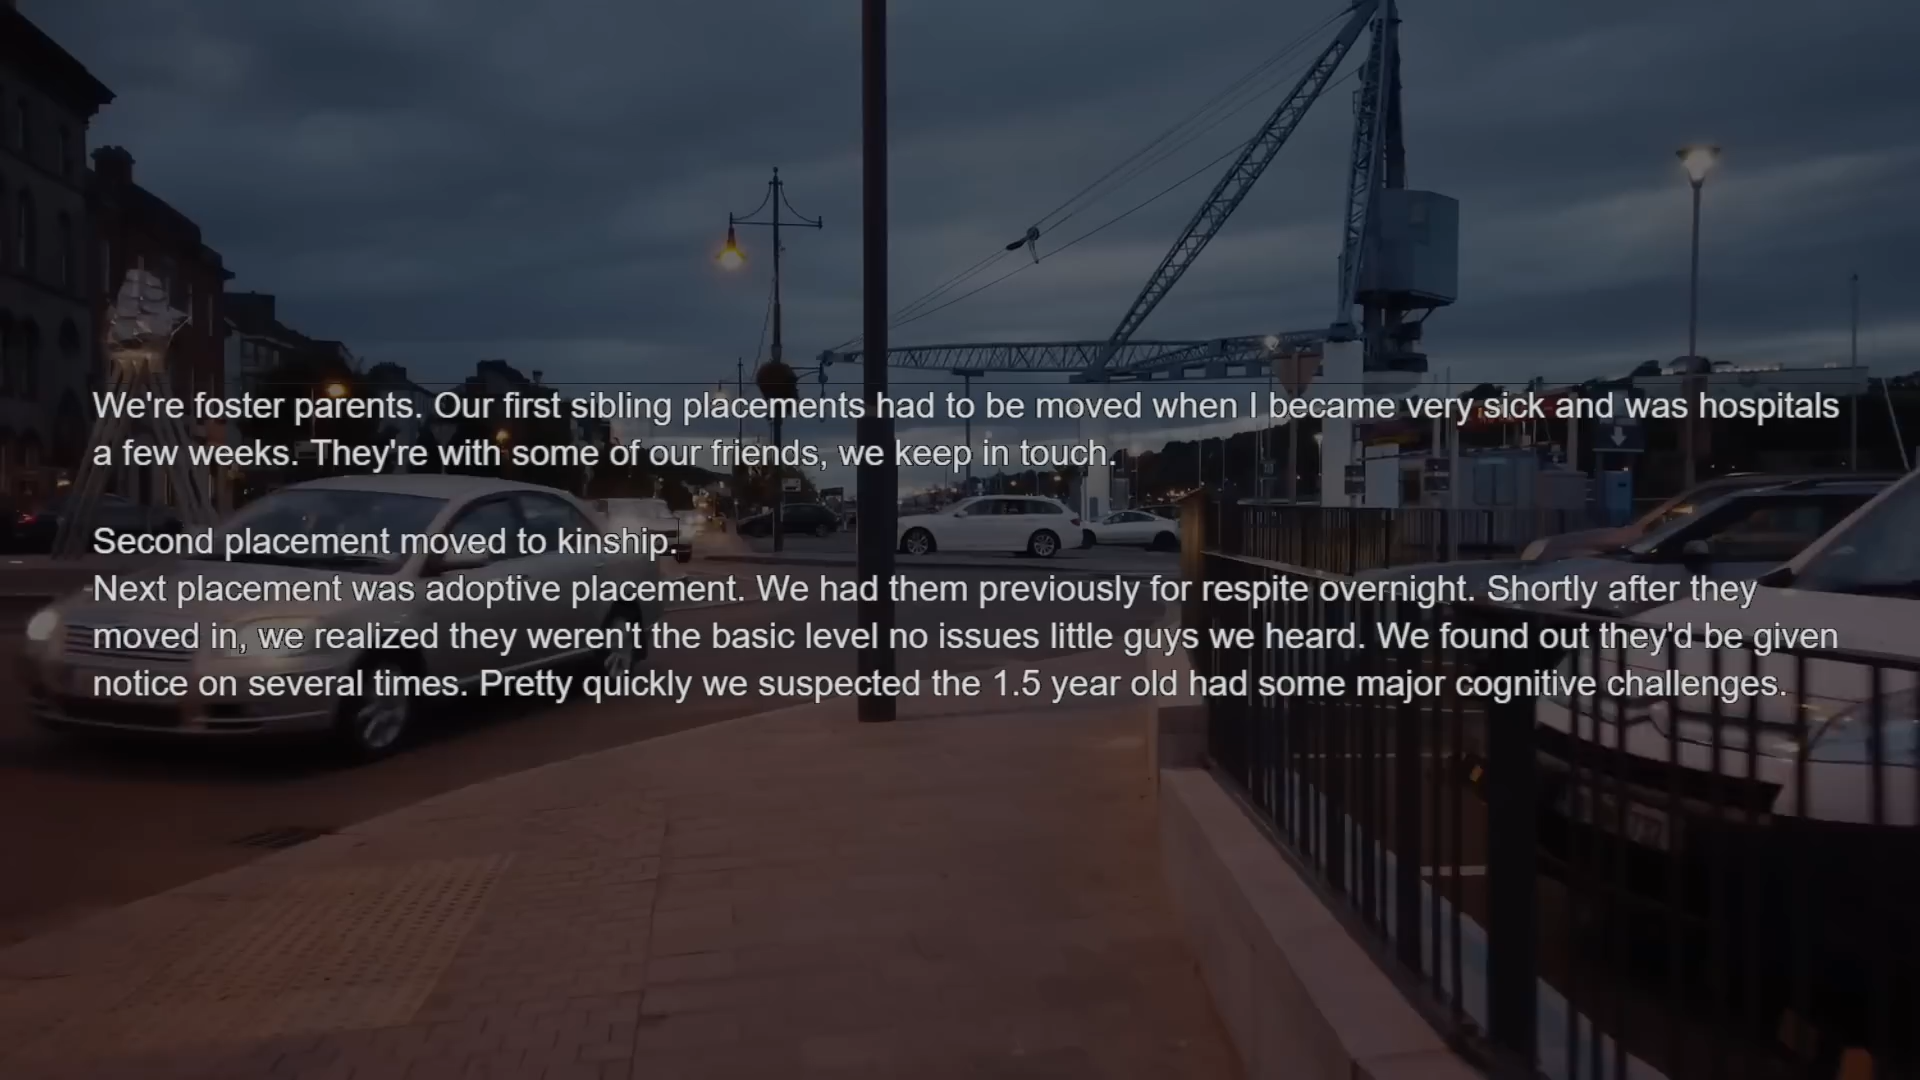 We're foster parents. Our first sibling placements had to be moved when I became very sick and was hospitals
a few weeks. They're with some of our friends, we keep in touch.
Second placement moved to kinship.
Next placement was adoptive placement. We had them previously for respite overnight. Shortly after they
moved in, we realized they weren't the basic level no issues little guys we heard. We found out they'd be given
notice on several times. Pretty quickly we suspected the 1.5 year old had some major cognitive challenges.